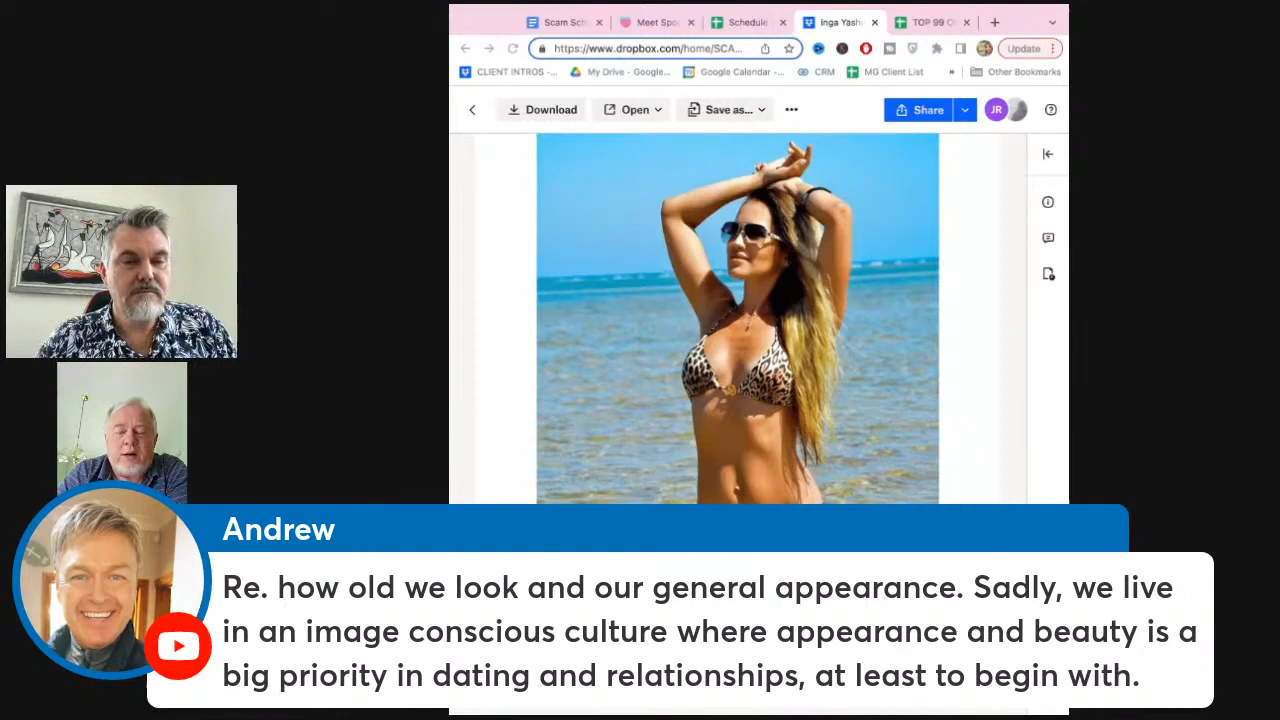 Scam Sch
Meet Spo
Schedule
inga Yash
TOP 99 O
https://www.dropbox.com/home/SCA...
Update
CLIENT INTROS -...
My Drive - Google...
Google Calendar -...
CRM
MG Client List
»
Other Bookmarks
Download
Open
Save as...
Share
JR
Andrew
Re. how old we look and our general appearance. Sadly, we live
in an image conscious culture where appearance and beauty is a
big priority in dating and relationships, at least to begin with.